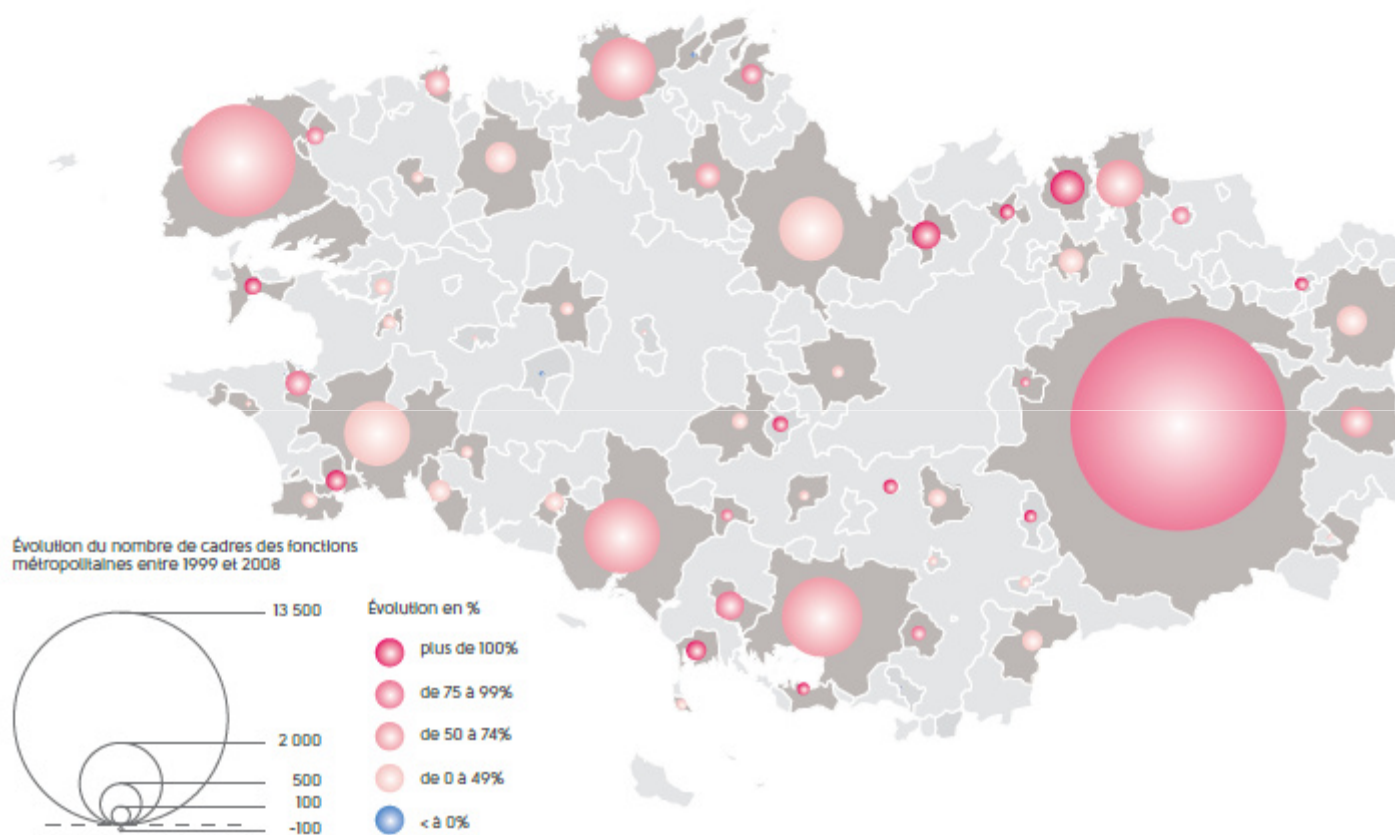 Évolution du nombre de cadres des fonctions
métropolitaines entre 1999 et 2008
13 500
2 000
500
100
-100
Évolution en %
plus de 100%
de 75 à 99%
de 50 à 74%
de 0 à 49%
< à 0%